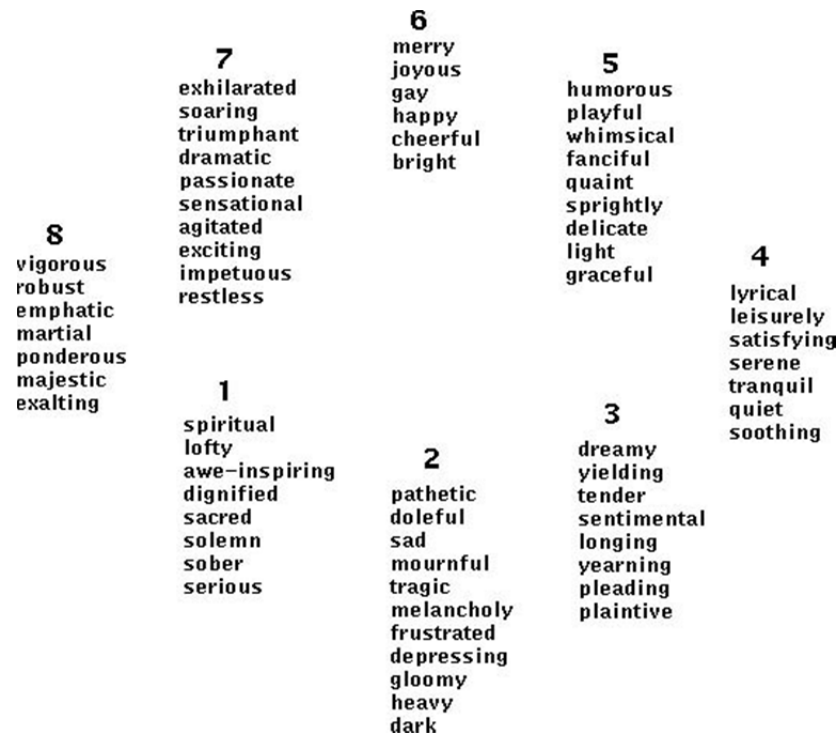 6
merry
joyous
gay
happy
cheerful
bright
7
exhilarated
soaring
triumphant
dramatic
passionate
sensational
agitated
exciting
impetuous
restless
5
humorous
playful
whimsical
fanciful
quaint
sprightly
delicate
light
graceful
8
vigorous
robust
emphatic
martial
ponderous
majestic
exalting
4
lyrical
leisurely
satisfying
serene
tranquil
quiet
soothing
1
spiritual
lofty
awe-inspiring
dignified
sacred
solemn
sober
serious
2
pathetic
doleful
sad
mournful
tragic
melancholy
frustrated
depressing
gloomy
heavy
dark
3
dreamy
yielding
tender
sentimental
longing
yearning
pleading
plaintive